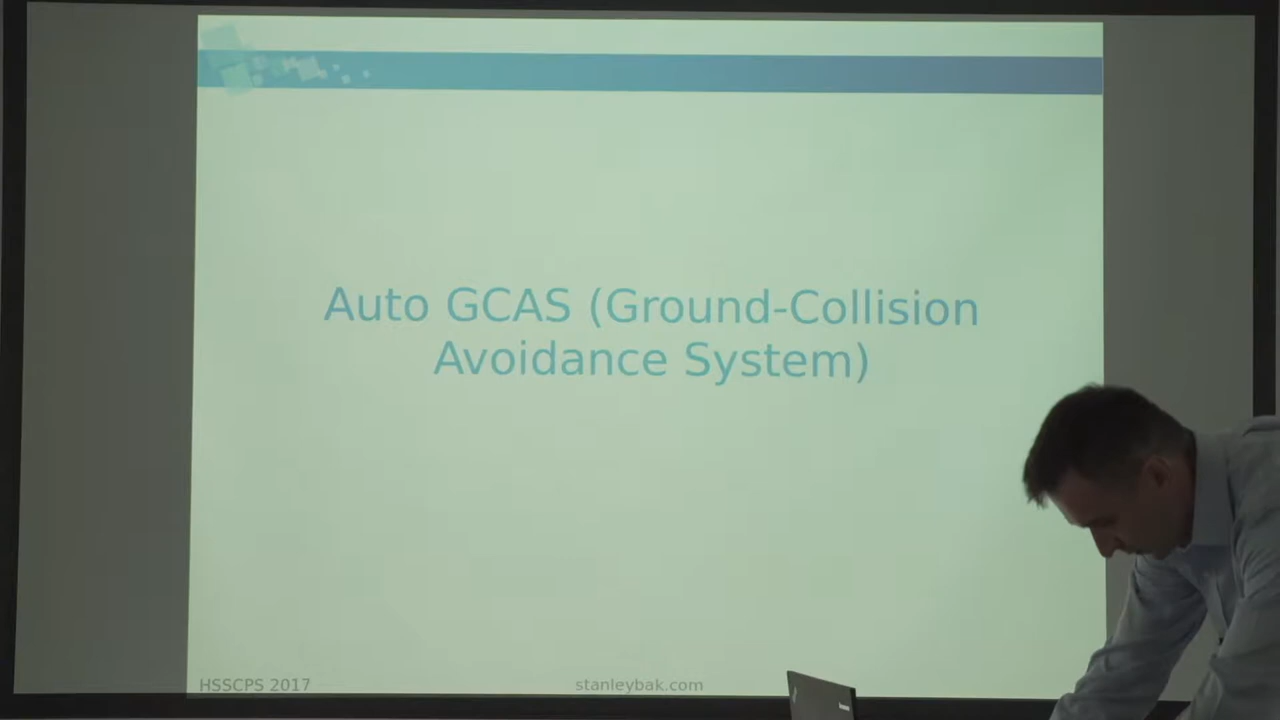 Auto GCAS (Ground-Collision
Avoidance System)
HSSCPS 2017
stanleybak.com